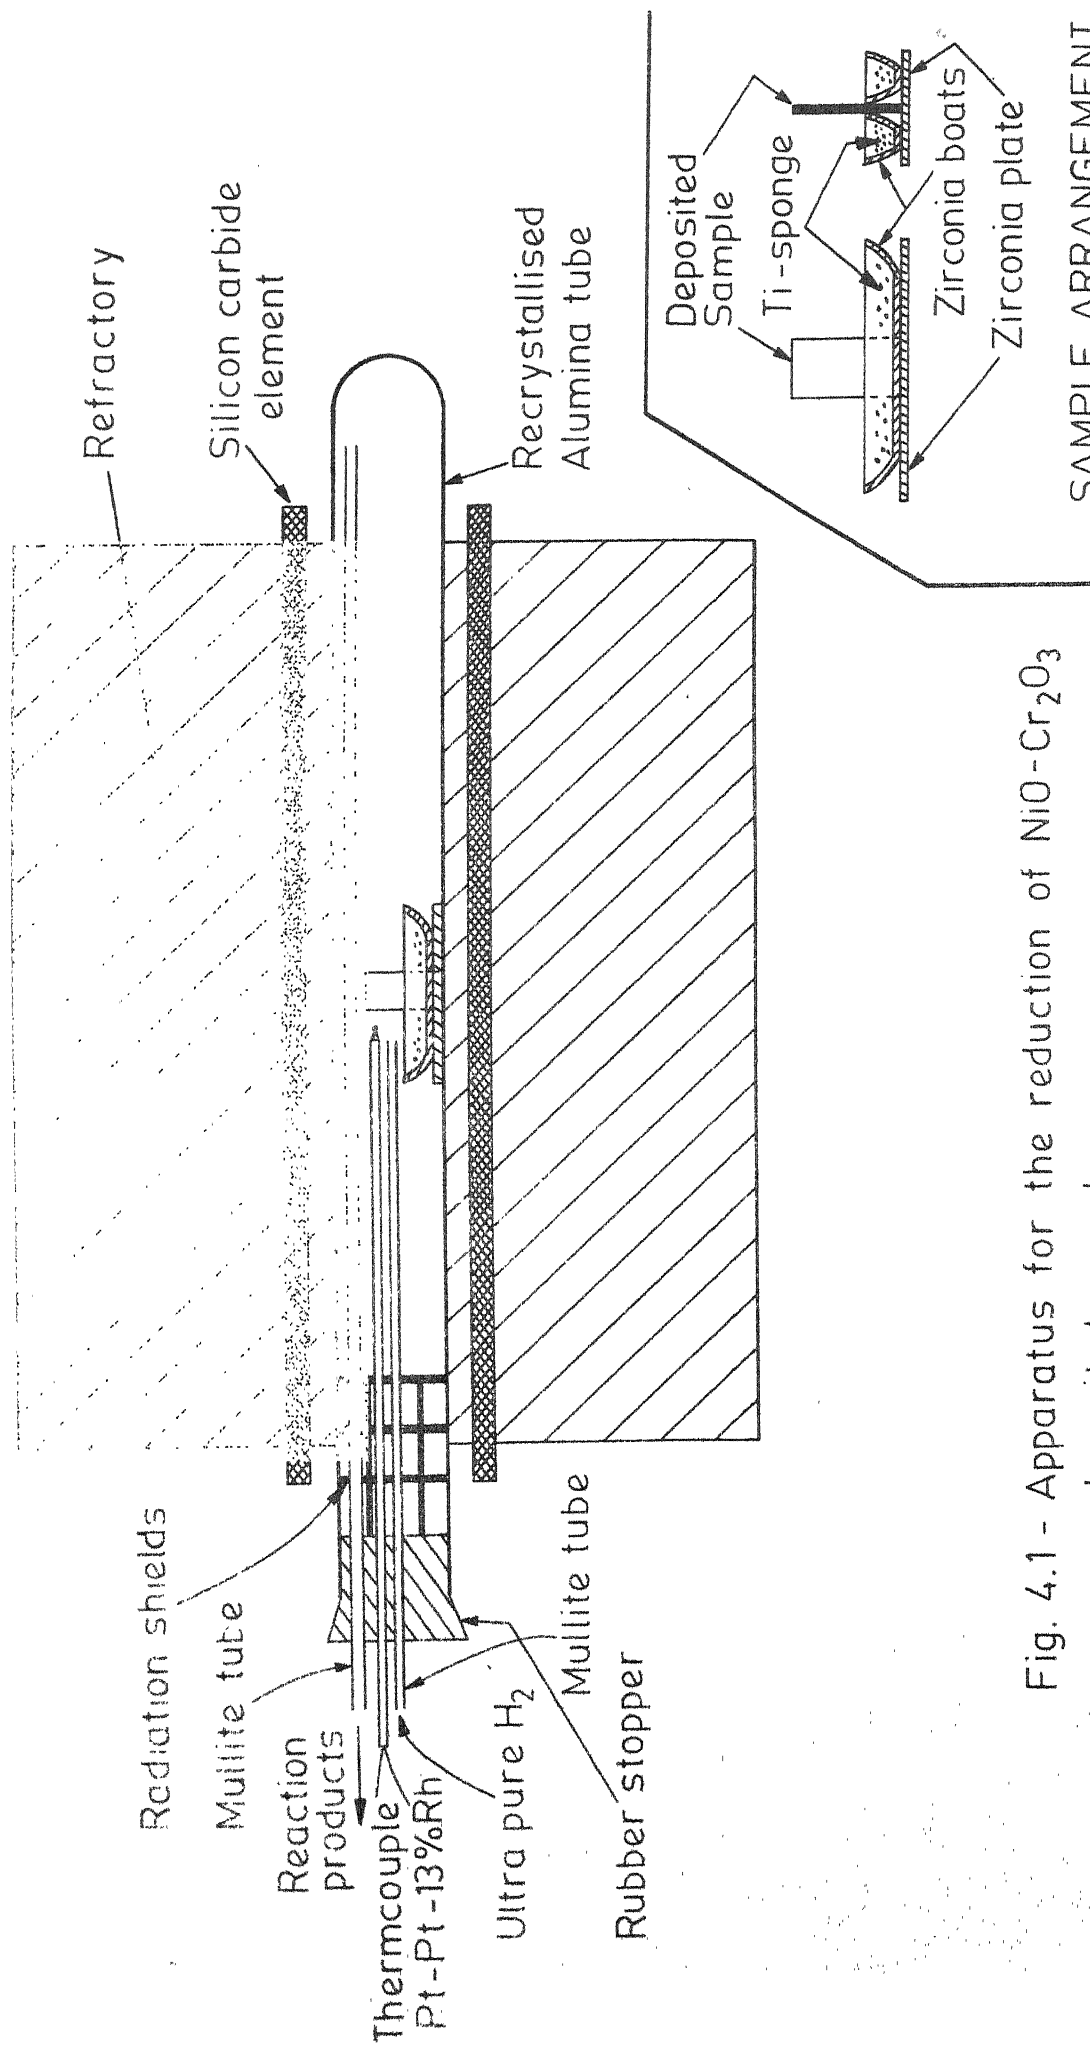 Refractory
Silicon carbide
element
Recrystallised
Alumina tube
Radiation shields
Mullite tube
Reaction
products
Thermcouple
Pt-Pt-13%Rh
Ultra pure H2
Mullite tube
Rubber stopper
Deposited
Sample
Ti-sponge
Zirconia boats
Zirconia plate
SAMPLE ARRANGEMENT
Fig. 4.1 - Apparatus for the reduction of NiO-Cr2O3